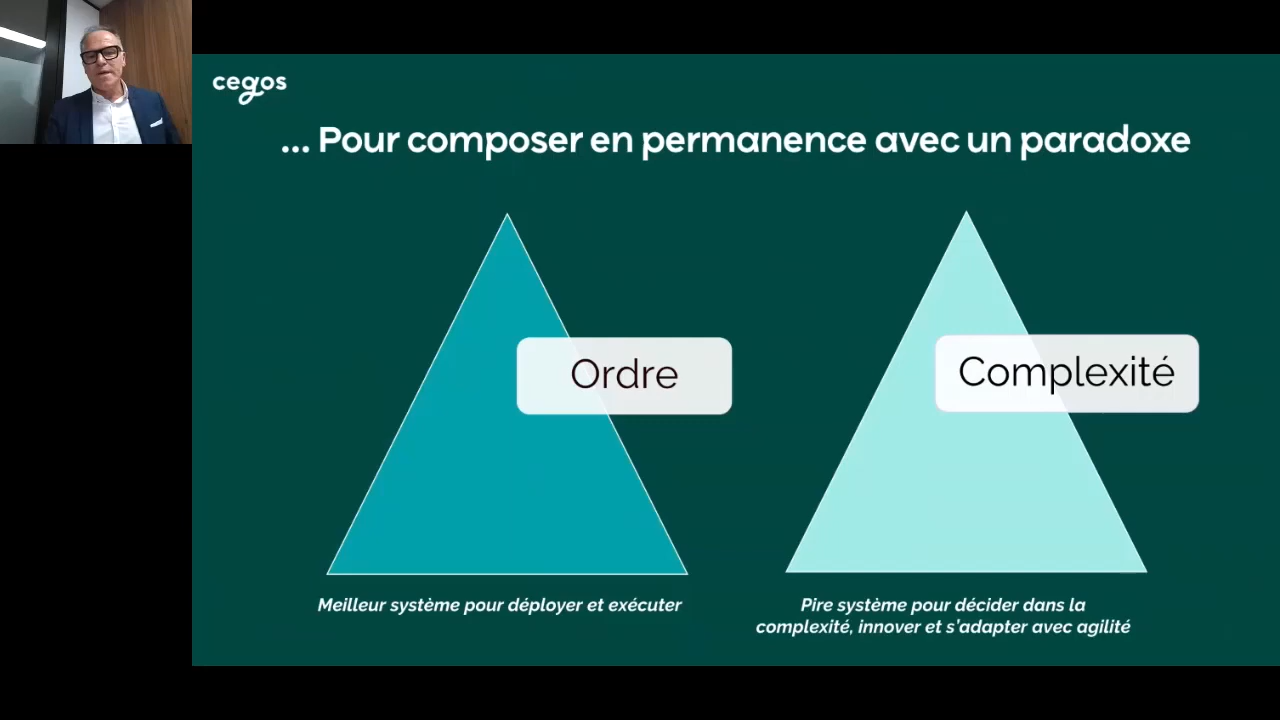 cegos
... Pour composer en permanence avec un paradoxe
Ordre
Complexité
Meilleur système pour déployer et exécuter
Pire système pour décider dans la
complexité, innover et s'adapter avec agilité